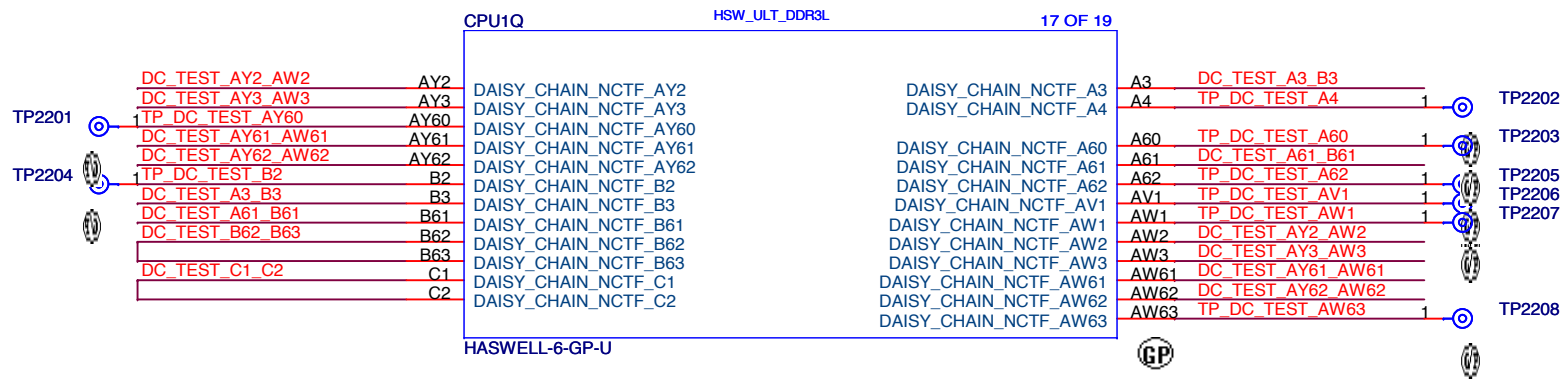 CPU1Q HSW_ULT_DDR3L 17 OF 19
DC_TEST_AY2_AW2 AY2 DAISY_CHAIN_NCTF_AY2
DC_TEST_AY3_AW3 AY3 DAISY_CHAIN_NCTF_AY3
TP2201 1 TP_DC_TEST_AY60 AY60 DAISY_CHAIN_NCTF_AY60
DC_TEST_AY61_AW61 AY61 DAISY_CHAIN_NCTF_AY61
DC_TEST_AY62_AW62 AY62 DAISY_CHAIN_NCTF_AY62
TP2204 1 TP_DC_TEST_B2 B2 DAISY_CHAIN_NCTF_B2
DC_TEST_A3_B3 B3 DAISY_CHAIN_NCTF_B3
DC_TEST_A61_B61 B61 DAISY_CHAIN_NCTF_B61
DC_TEST_B62_B63 B62 DAISY_CHAIN_NCTF_B62
B63 DAISY_CHAIN_NCTF_B63
DC_TEST_C1_C2 C1 DAISY_CHAIN_NCTF_C1
C2 DAISY_CHAIN_NCTF_C2
DAISY_CHAIN_NCTF_A3 A3 DC_TEST_A3_B3
DAISY_CHAIN_NCTF_A4 A4 TP_DC_TEST_A4 1 TP2202
DAISY_CHAIN_NCTF_A60 A60 TP_DC_TEST_A60 1 TP2203
DAISY_CHAIN_NCTF_A61 A61 DC_TEST_A61_B61
DAISY_CHAIN_NCTF_A62 A62 TP_DC_TEST_A62 1 TP2205
DAISY_CHAIN_NCTF_AV1 AV1 TP_DC_TEST_AV1 1 TP2206
DAISY_CHAIN_NCTF_AW1 AW1 TP_DC_TEST_AW1 1 TP2207
DAISY_CHAIN_NCTF_AW2 AW2 DC_TEST_AY2_AW2
DAISY_CHAIN_NCTF_AW3 AW3 DC_TEST_AY3_AW3
DAISY_CHAIN_NCTF_AW61 AW61 DC_TEST_AY61_AW61
DAISY_CHAIN_NCTF_AW62 AW62 DC_TEST_AY62_AW62
DAISY_CHAIN_NCTF_AW63 AW63 TP_DC_TEST_AW63 1 TP2208
HASWELL-6-GP-U GP